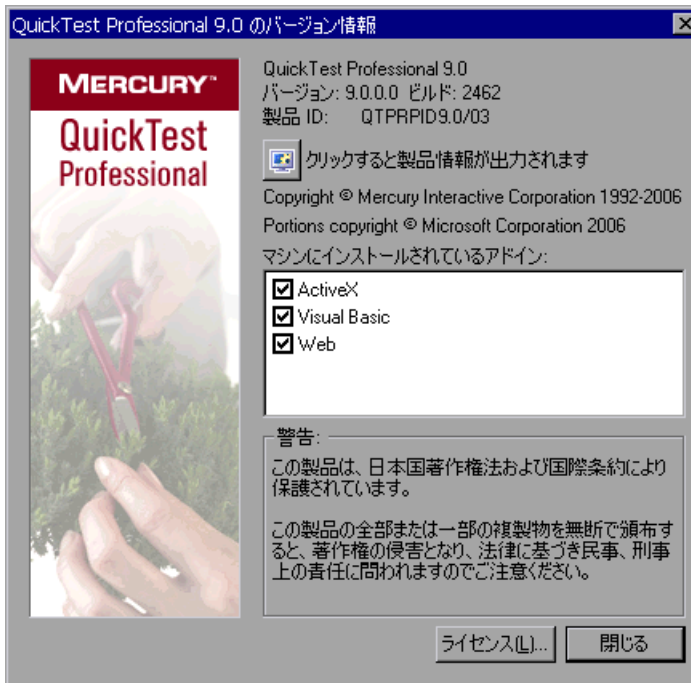 QuickTest Professional 9.0 のバージョン情報
MERCURY™
QuickTest
Professional
QuickTest Professional 9.0
バージョン: 9.0.0.0 ビルド: 2462
製品 ID: QTPRPID9.0/03
クリックすると製品情報が出力されます
Copyright © Mercury Interactive Corporation 1992-2006
Portions copyright © Microsoft Corporation 2006
マシンにインストールされているアドイン:
ActiveX
Visual Basic
Web
警告:
この製品は、日本国著作権法および国際条約により
保護されています。
この製品の全部または一部の複製物を無断で頒布す
ると、著作権の侵害となり、法律に基づき民事、刑事
上の責任に問われますのでご注意ください。
ライセンス(L)...
閉じる